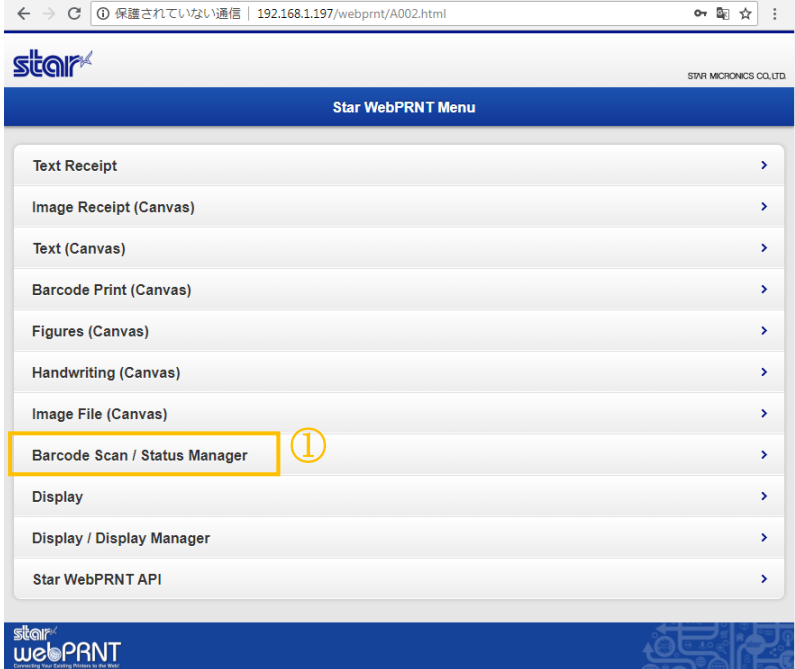 保護されていない通信 | 192.168.1.197/webprnt/A002.html
star
STAR MICRONICS CO., LTD.
Star WebPRNT Menu
Text Receipt
Image Receipt (Canvas)
Text (Canvas)
Barcode Print (Canvas)
Figures (Canvas)
Handwriting (Canvas)
Image File (Canvas)
Barcode Scan / Status Manager ①
Display
Display / Display Manager
Star WebPRNT API
star
webPRNT
Connecting Your Existing Printers to the Web!